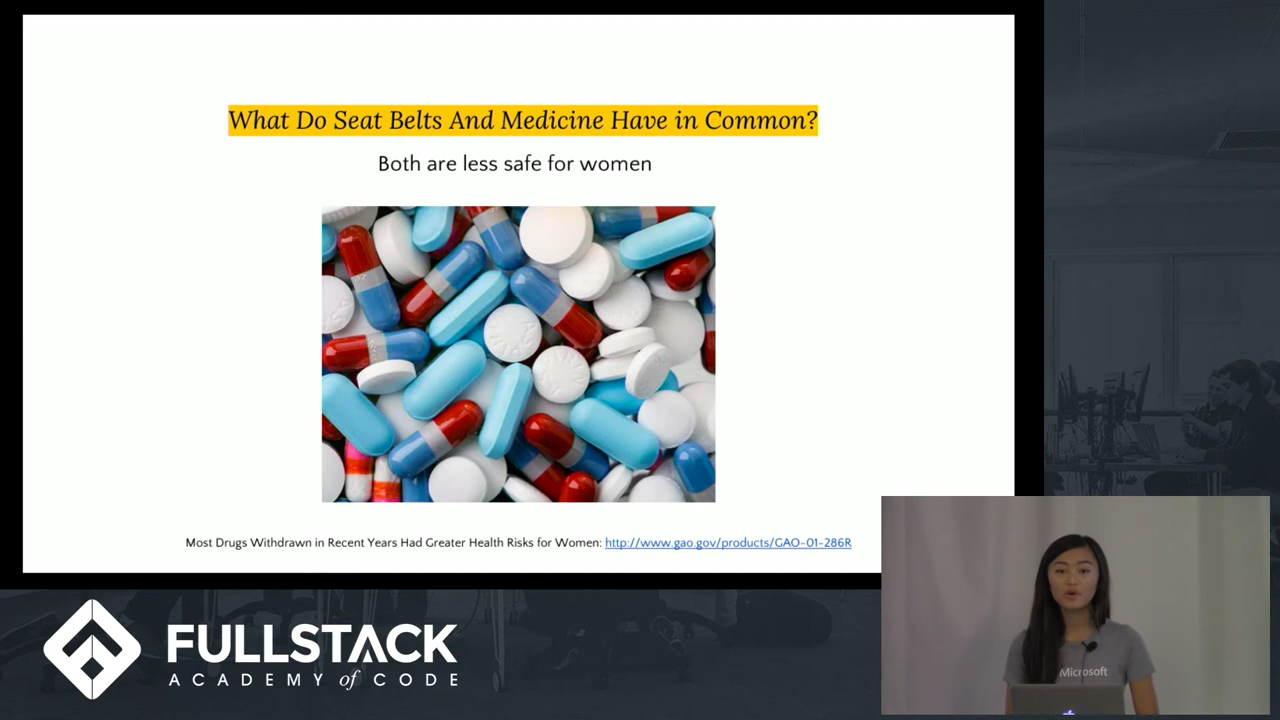 What Do Seat Belts And Medicine Have in Common?
Both are less safe for women
Most Drugs Withdrawn in Recent Years Had Greater Health Risks for Women: http://www.gao.gov/products/GAO-01-286R
FULLSTACK
ACADEMY of CODE
Microsoft